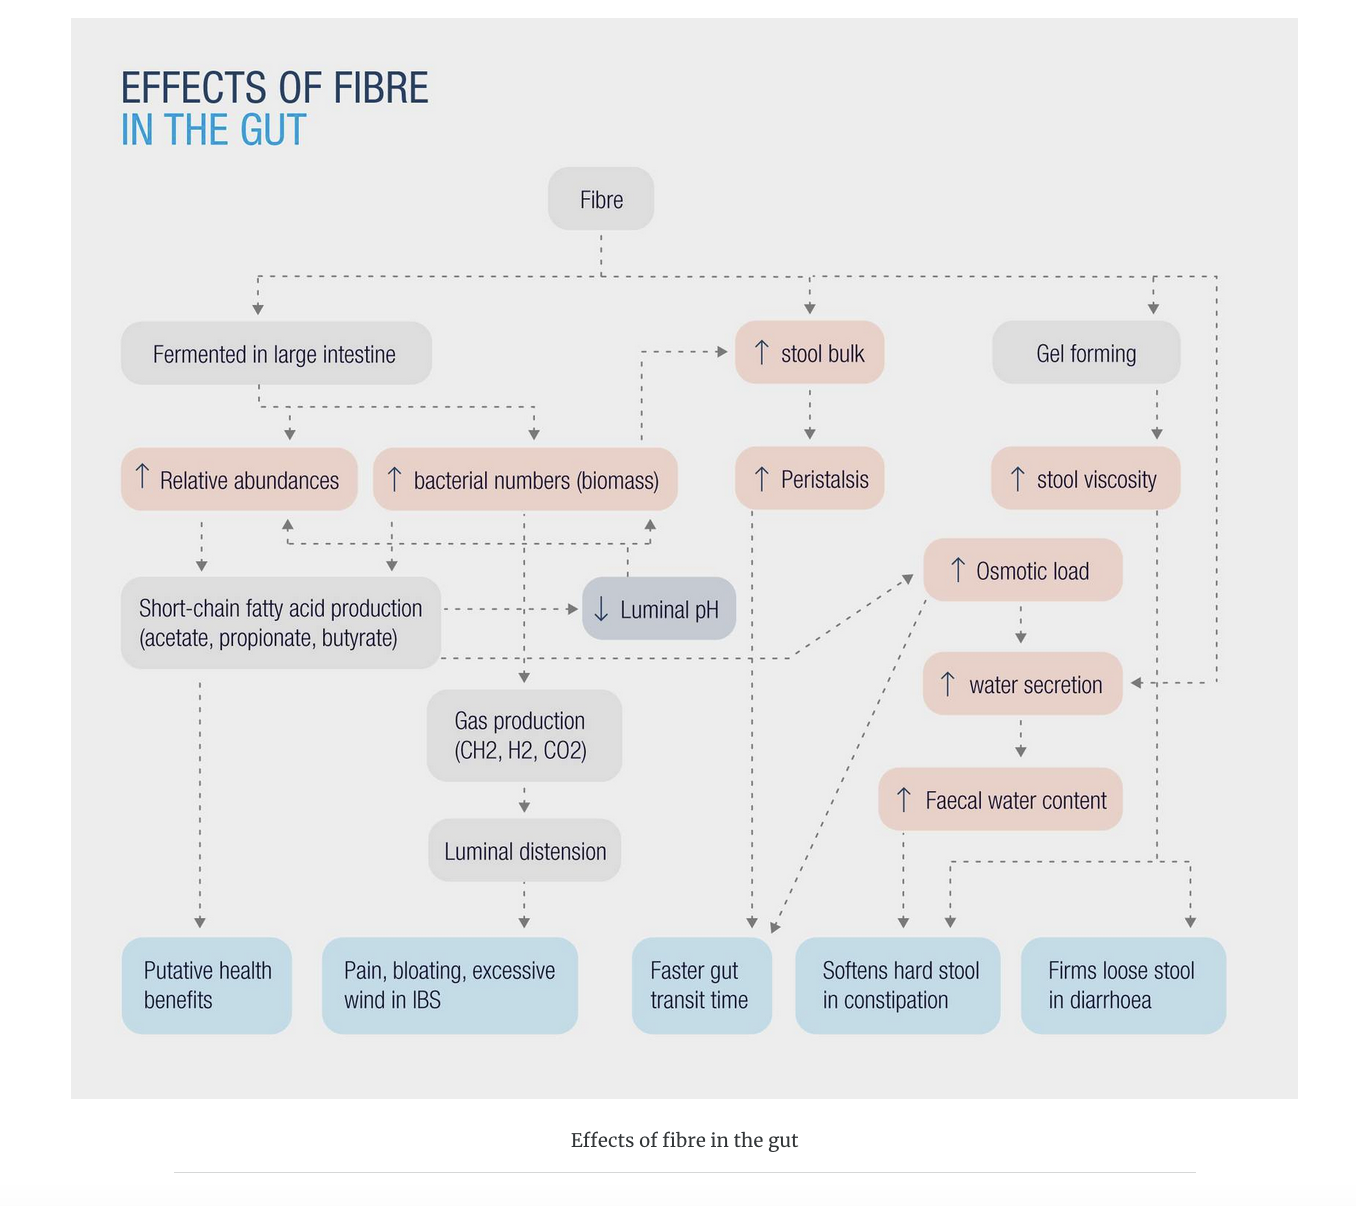 EFFECTS OF FIBRE
IN THE GUT
Fibre
Fermented in large intestine
↑ stool bulk
Gel forming
↑ Relative abundances
↑ bacterial numbers (biomass)
↑ Peristalsis
↑ stool viscosity
↑ Osmotic load
Short-chain fatty acid production
(acetate, propionate, butyrate)
↓ Luminal pH
↑ water secretion
Gas production
(CH2, H2, CO2)
↑ Faecal water content
Luminal distension
Putative health
benefits
Pain, bloating, excessive
wind in IBS
Faster gut
transit time
Softens hard stool
in constipation
Firms loose stool
in diarrhoea
Effects of fibre in the gut